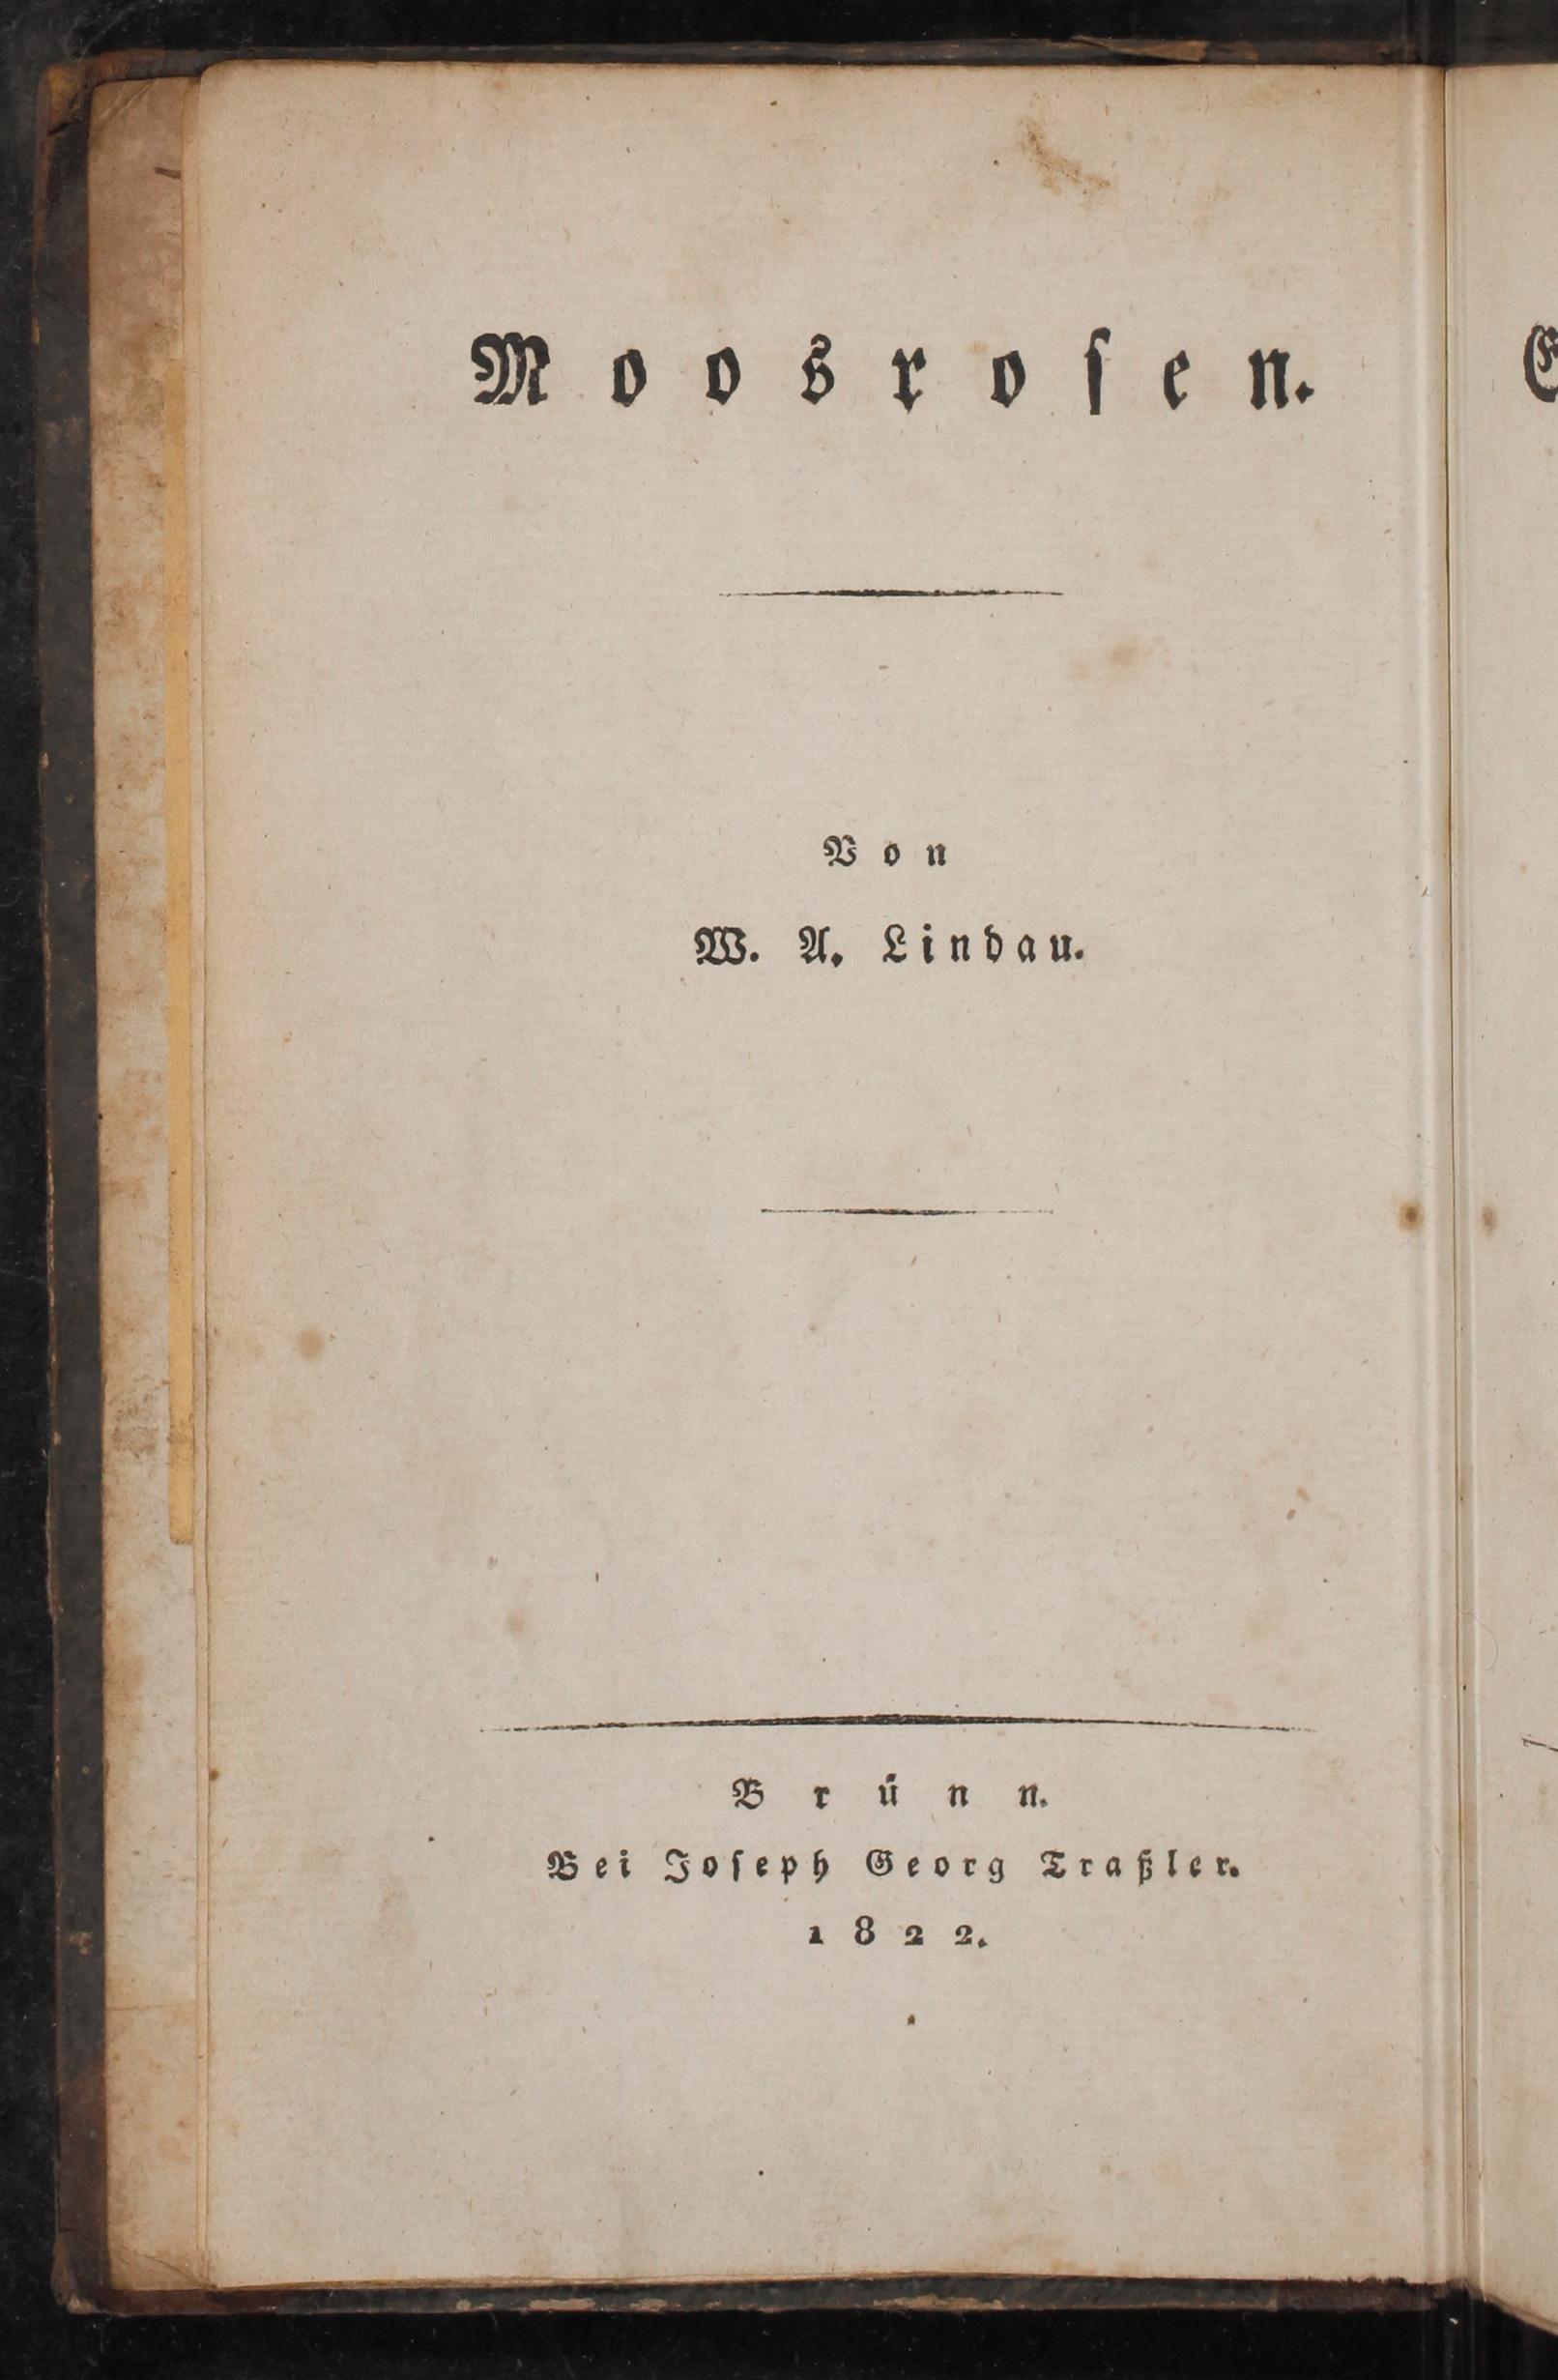 Moosroſen.
Von
W. A. Lindau.
Brünn.
Bei Joſeph Georg Traßler.
1822.